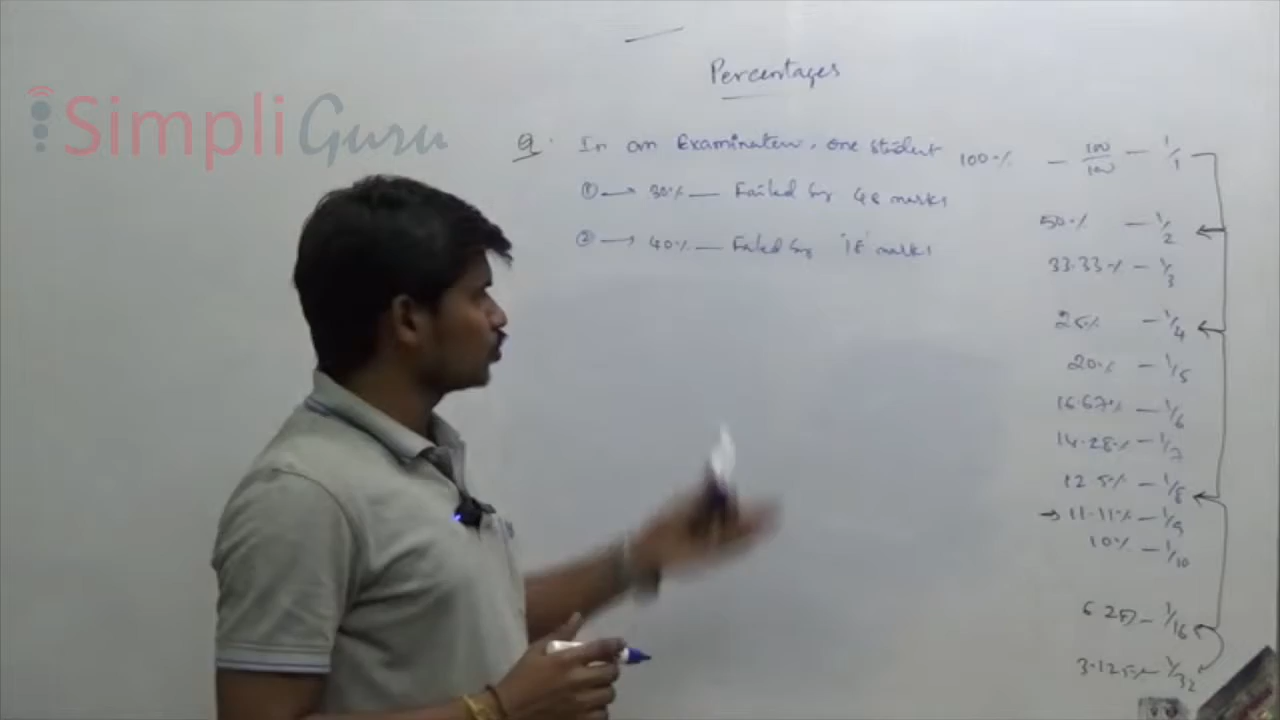 SimpliGuru
Percentages
Q. In an Examination, one student
① → 30% — Failed by 48 marks
② → 40% — Failed by 18 marks
100% — 100/100 — 1/1
50% — 1/2
33.33% — 1/3
25% — 1/4
20% — 1/5
16.67% — 1/6
14.28% — 1/7
12.5% — 1/8
→ 11.11% — 1/9
10% — 1/10
6.25% — 1/16
3.125% — 1/32